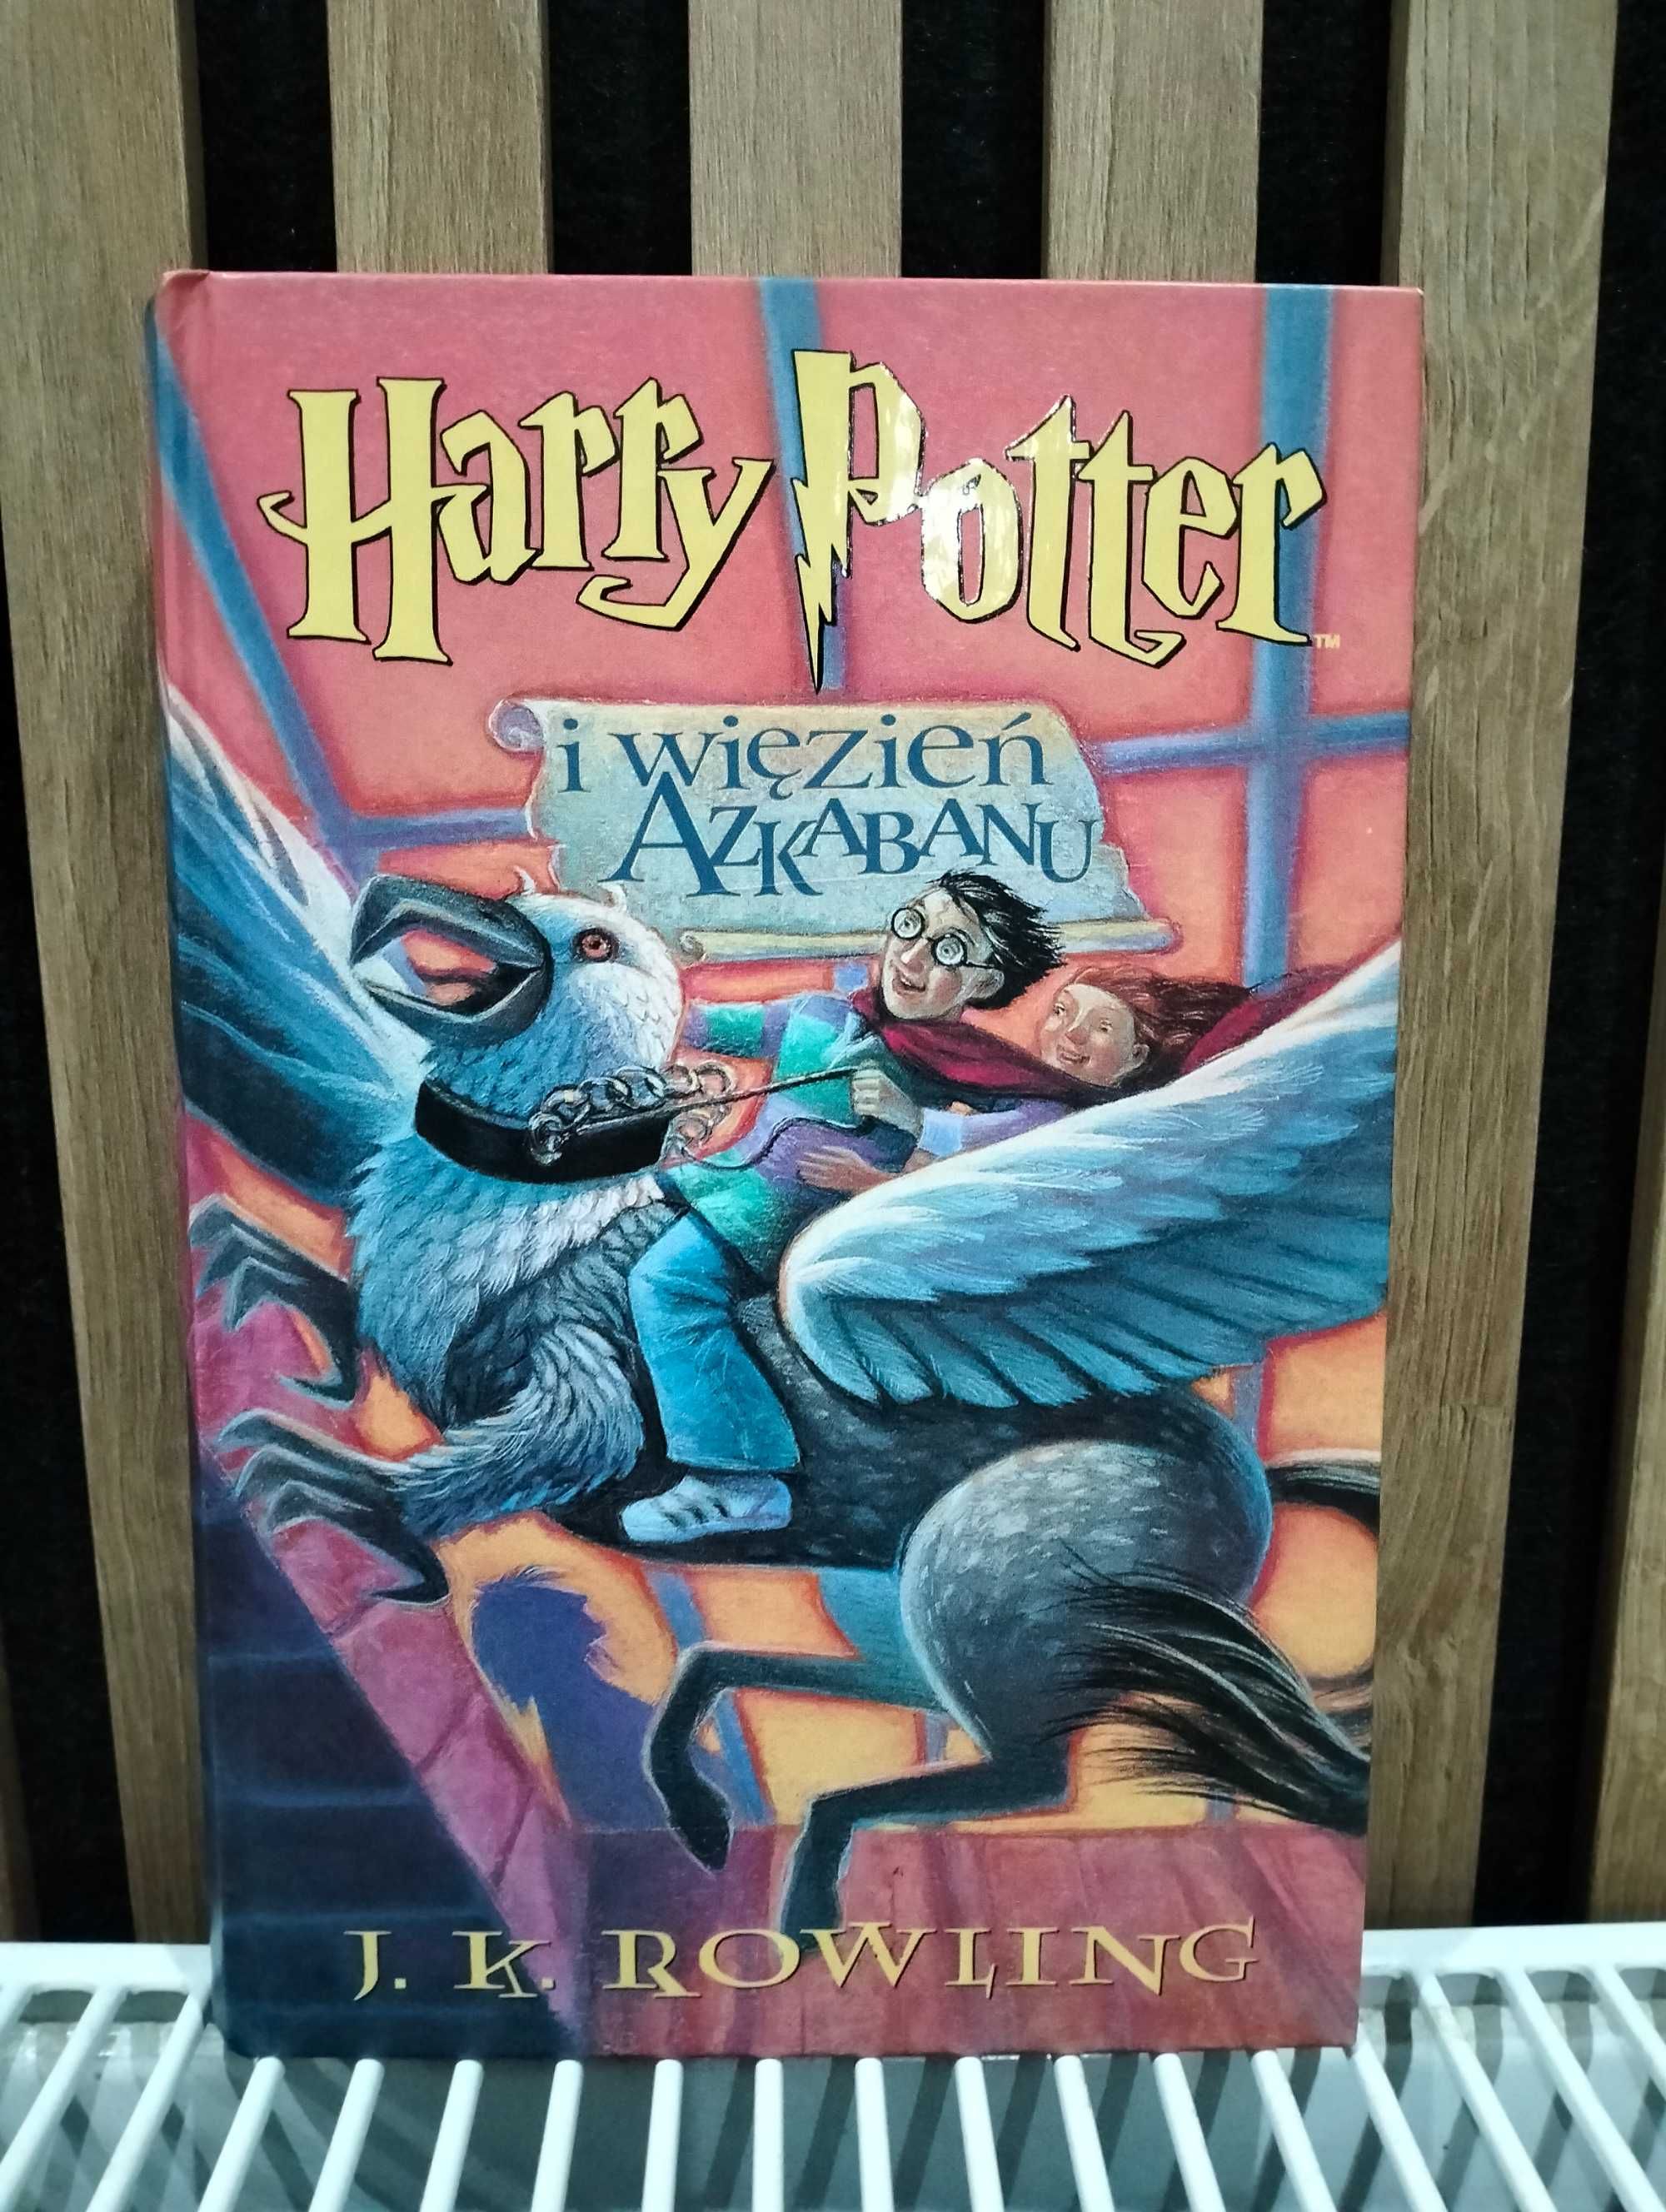 Harry Potter™
i więzień
AZKABANU
J. K. ROWLING